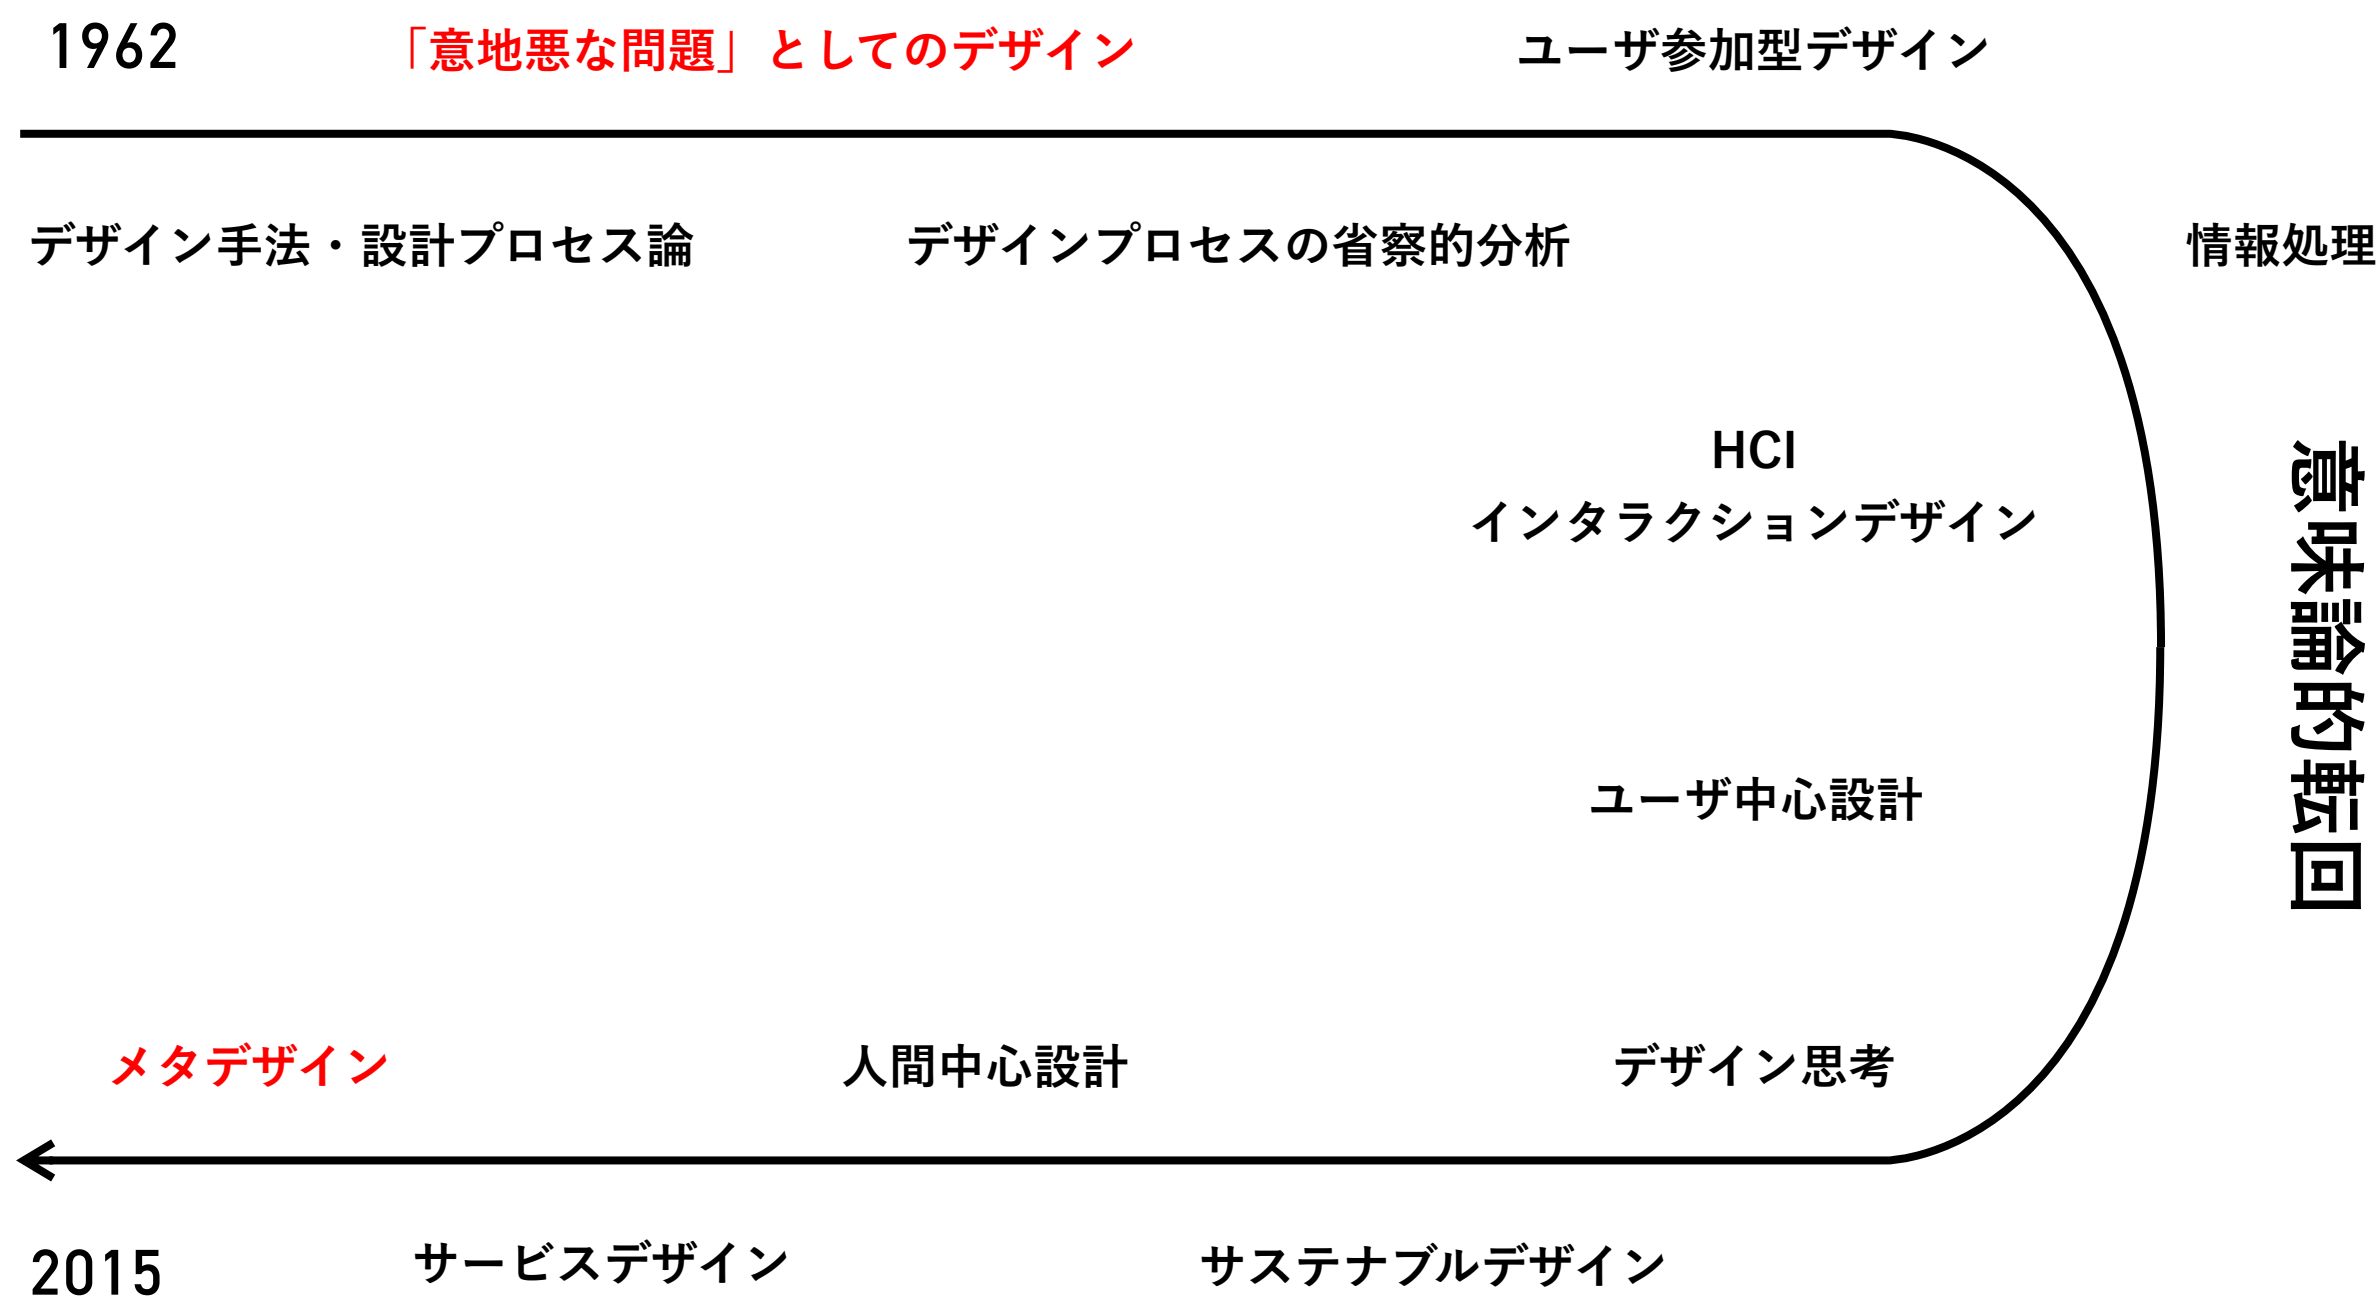 1962
「意地悪な問題」としてのデザイン
ユーザ参加型デザイン
デザイン手法・設計プロセス論
デザインプロセスの省察的分析
情報処理
HCI
インタラクションデザイン
意味論的転回
ユーザ中心設計
メタデザイン
人間中心設計
デザイン思考
2015
サービスデザイン
サステナブルデザイン